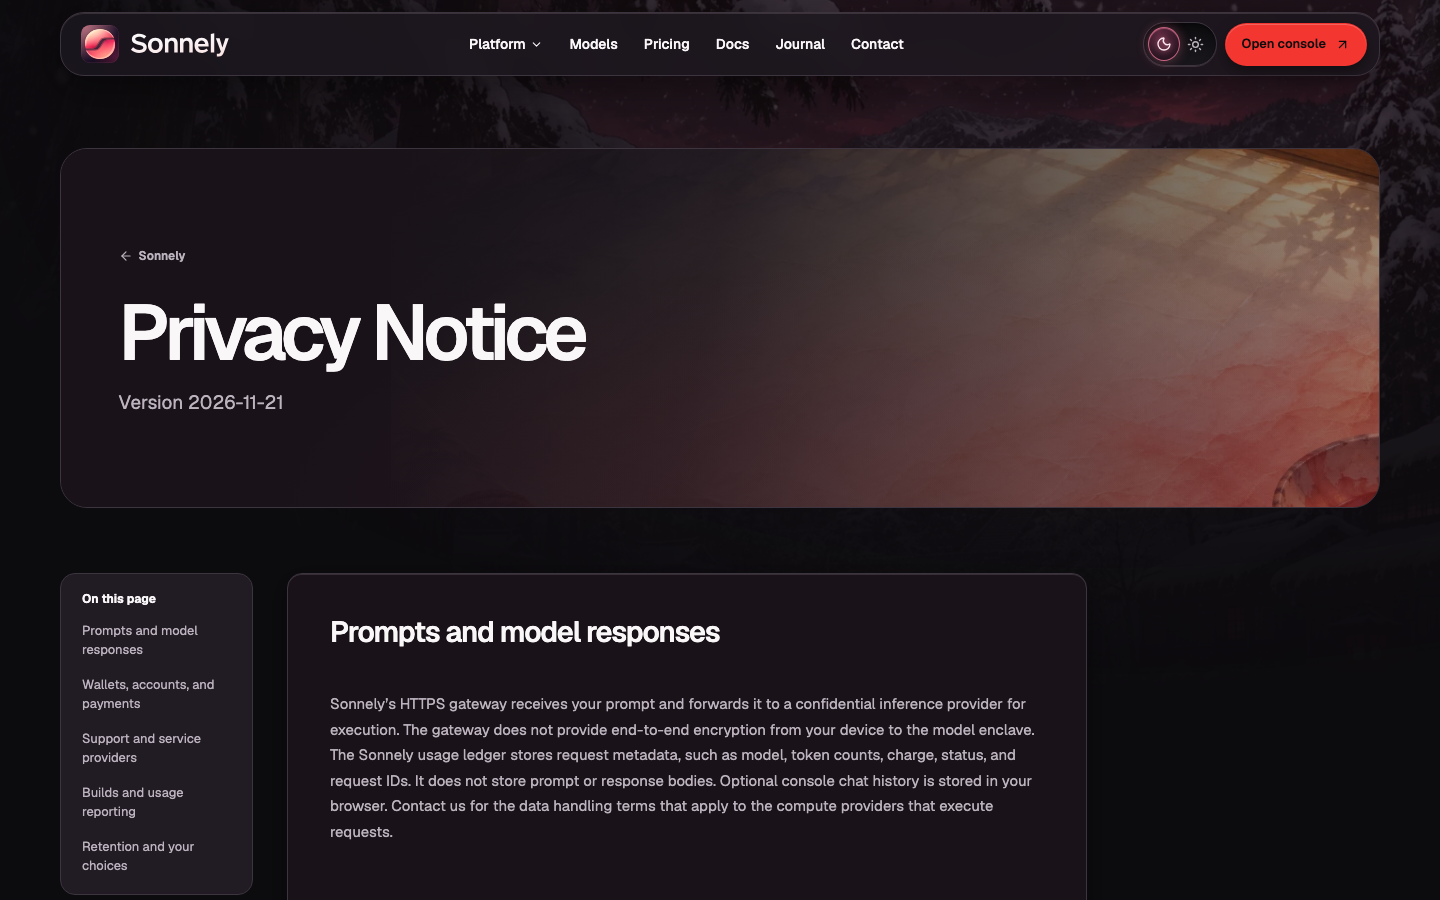 Sonnely
Platform
Models
Pricing
Docs
Journal
Contact
Open console
Sonnely
Privacy Notice
Version 2026-11-21
On this page
Prompts and model
responses
Wallets, accounts, and
payments
Support and service
providers
Builds and usage
reporting
Retention and your
choices
Prompts and model responses
Sonnely’s HTTPS gateway receives your prompt and forwards it to a confidential inference provider for
execution. The gateway does not provide end-to-end encryption from your device to the model enclave.
The Sonnely usage ledger stores request metadata, such as model, token counts, charge, status, and
request IDs. It does not store prompt or response bodies. Optional console chat history is stored in your
browser. Contact us for the data handling terms that apply to the compute providers that execute
requests.